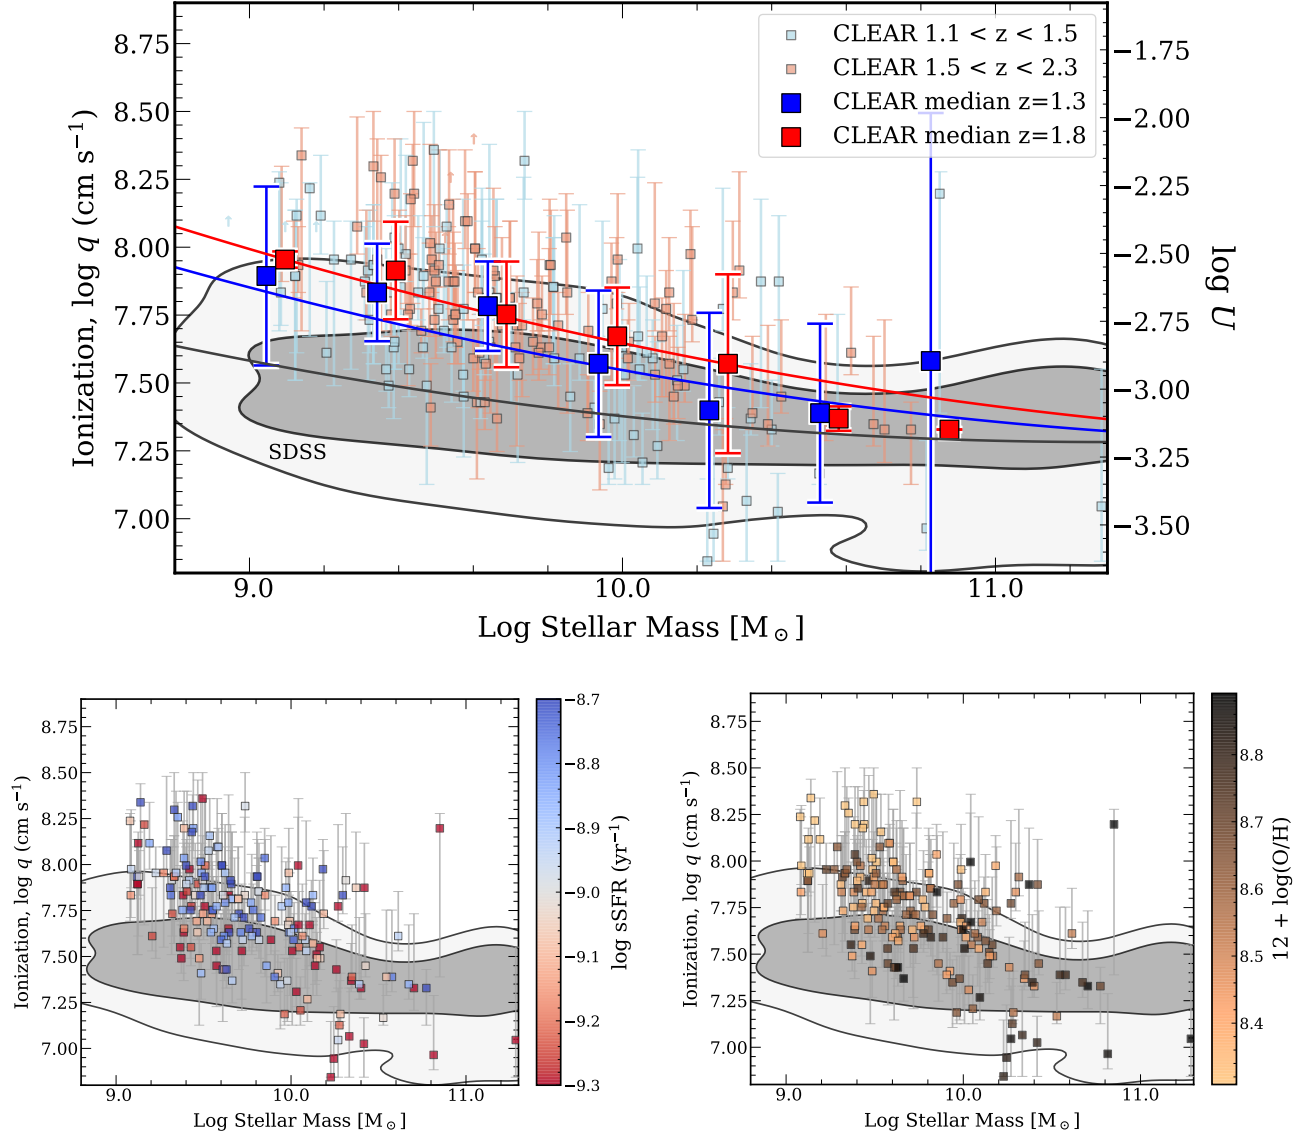 CLEAR 1.1 < z < 1.5
CLEAR 1.5 < z < 2.3
CLEAR median z=1.3
CLEAR median z=1.8
Ionization, log q (cm s⁻¹)
8.75
8.50
8.25
8.00
7.75
7.50
7.25
7.00
SDSS
−1.75
−2.00
−2.25
−2.50
−2.75
−3.00
−3.25
−3.50
log U
9.0 10.0 11.0
Log Stellar Mass [M⊙]
Ionization, log q (cm s⁻¹)
8.75
8.50
8.25
8.00
7.75
7.50
7.25
7.00
9.0 10.0 11.0
Log Stellar Mass [M⊙]
−8.7
−8.8
−8.9
−9.0
−9.1
−9.2
−9.3
log sSFR (yr⁻¹)
Ionization, log q (cm s⁻¹)
8.75
8.50
8.25
8.00
7.75
7.50
7.25
7.00
9.0 10.0 11.0
Log Stellar Mass [M⊙]
8.8
8.7
8.6
8.5
8.4
12 + log(O/H)